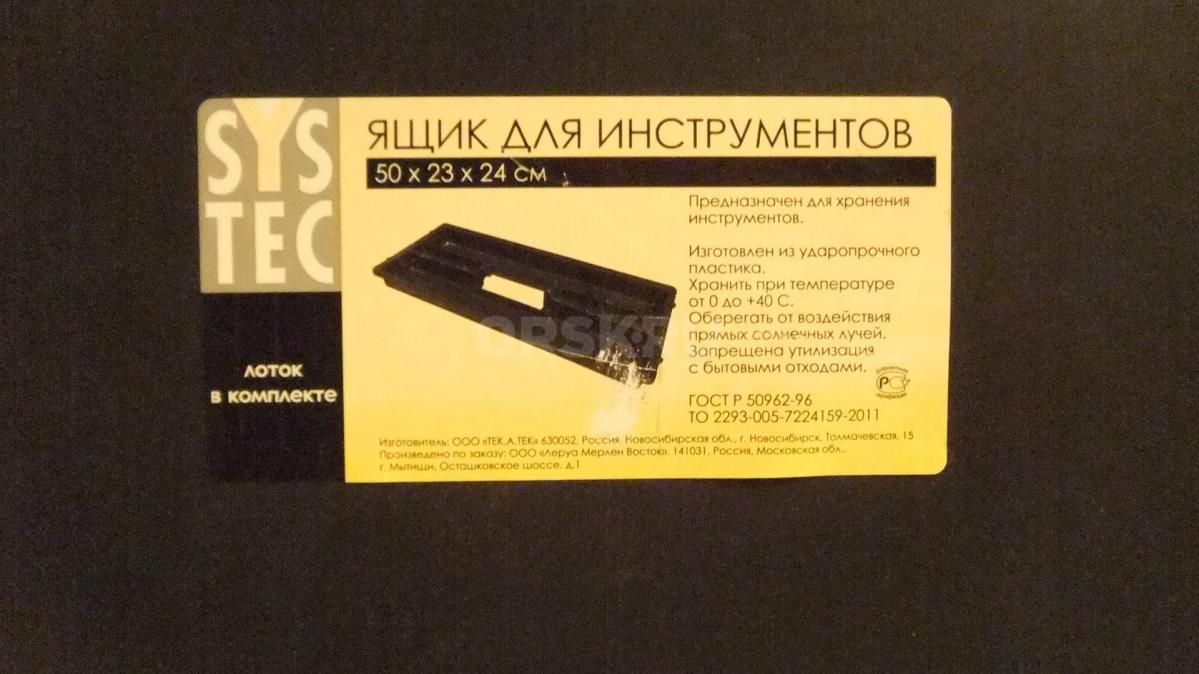 SYS
TEC
ЛОТОК
В КОМПЛЕКТЕ
ЯЩИК ДЛЯ ИНСТРУМЕНТОВ
50 х 23 х 24 см
Предназначен для хранения
инструментов.
Изготовлен из ударопрочного
пластика.
Хранить при температуре
от 0 до +40 С.
Оберегать от воздействия
прямых солнечных лучей.
Запрещена утилизация
с бытовыми отходами.
РС
ГОСТ Р 50962-96
ТО 2293-005-7224159-2011
Изготовитель: ООО «ТЕК.А.ТЕК» 630052, Россия, Новосибирская обл., г. Новосибирск, Толмачевская, 15
Произведено по заказу: ООО «Леруа Мерлен Восток», 141031, Россия, Московская обл.,
г. Мытищи, Осташковское шоссе, д.1